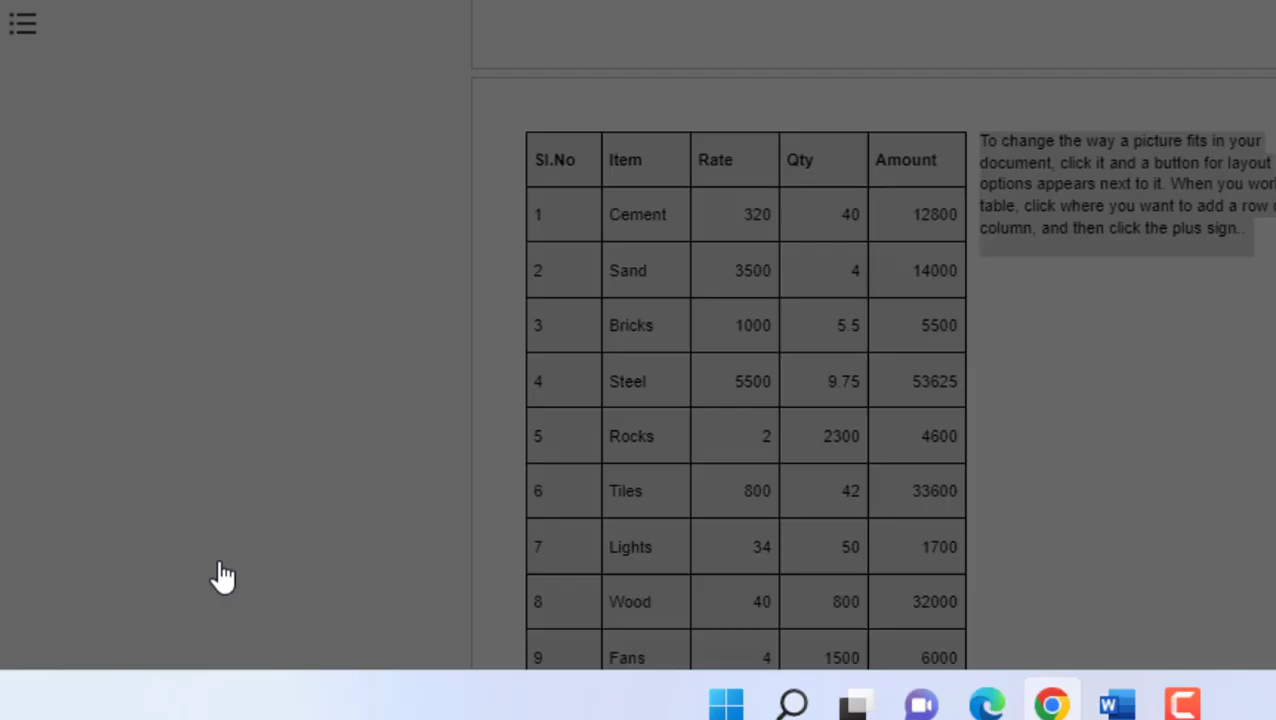 Sl.No Item Rate Qty Amount
1 Cement 320 40 12800
2 Sand 3500 4 14000
3 Bricks 1000 5.5 5500
4 Steel 5500 9.75 53625
5 Rocks 2 2300 4600
6 Tiles 800 42 33600
7 Lights 34 50 1700
8 Wood 40 800 32000
9 Fans 4 1500 6000
To change the way a picture fits in your
document, click it and a button for layout
options appears next to it. When you
table, click where you want to add a row
column, and then click the plus sign..
W